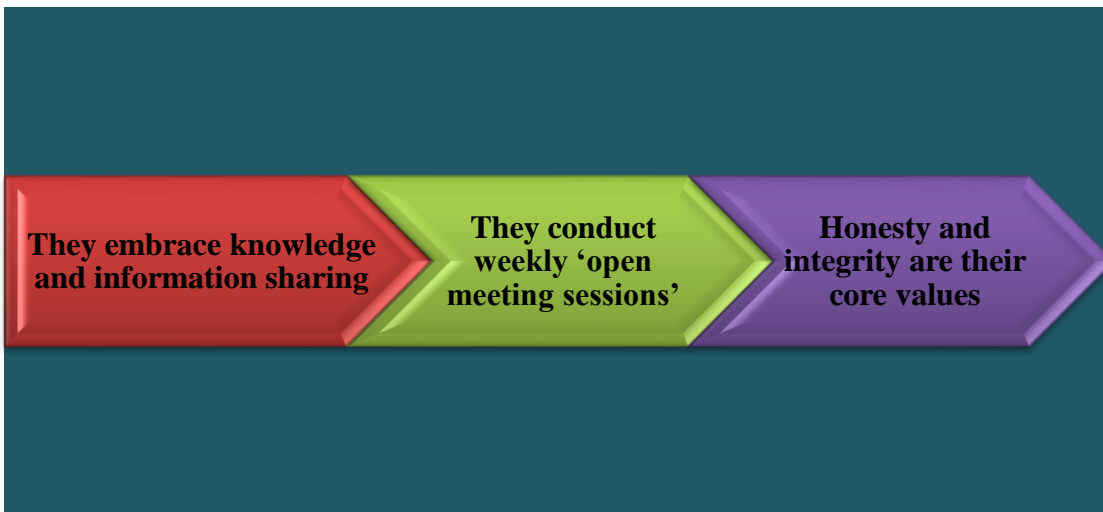 They embrace knowledge
and information sharing
They conduct
weekly ‘open
meeting sessions’
Honesty and
integrity are their
core values